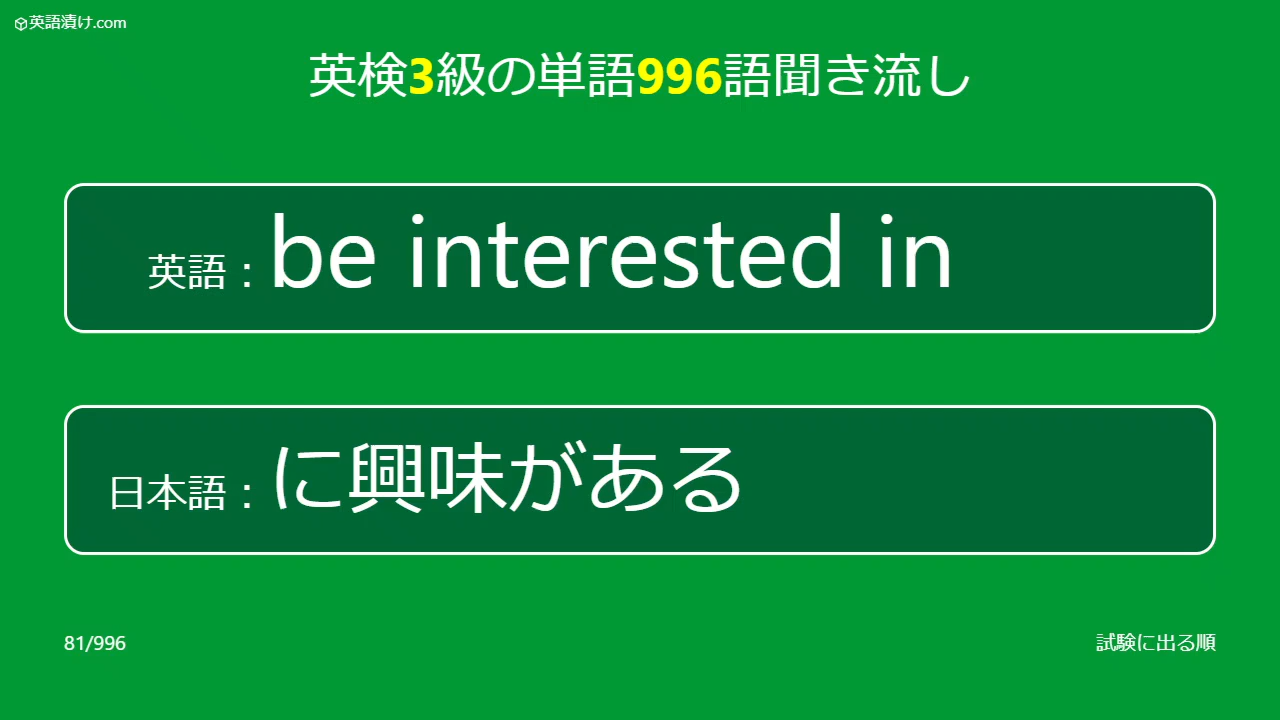 英語漬け.com
英検3級の単語996語聞き流し
英語：be interested in
日本語：に興味がある
81/996
試験に出る順